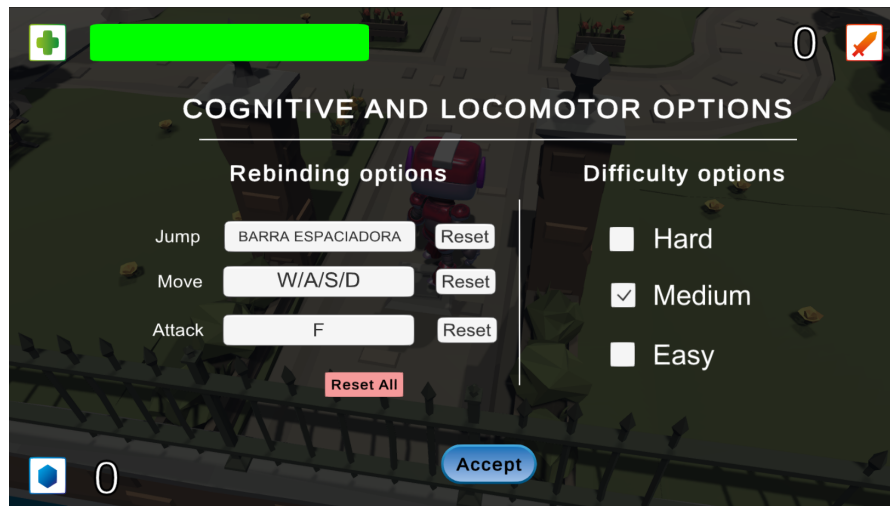 0
COGNITIVE AND LOCOMOTOR OPTIONS
Rebinding options
Jump BARRA ESPACIADORA Reset
Move W/A/S/D Reset
Attack F Reset
Reset All
Difficulty options
Hard
Medium
Easy
Accept
0